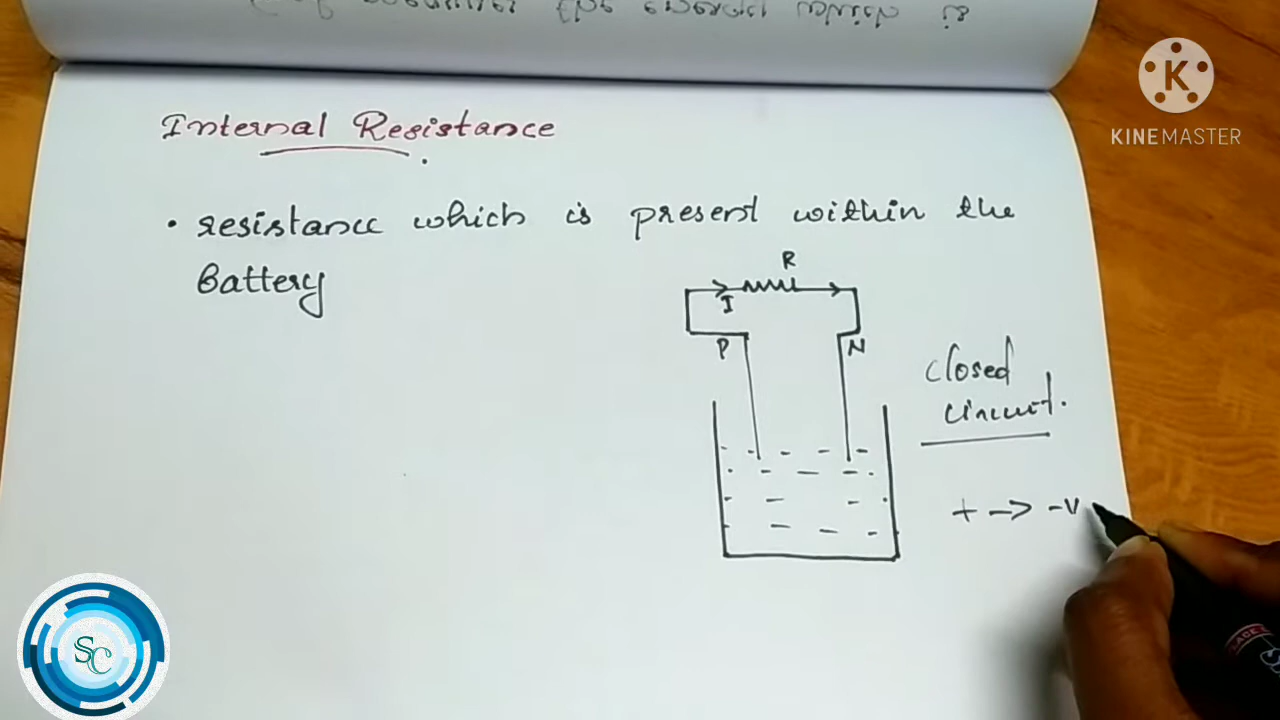 Internal Resistance
• resistance which is present within the
Battery
R
I
P
N
closed
circuit.
+ -> -v
K
KINEMASTER
SC